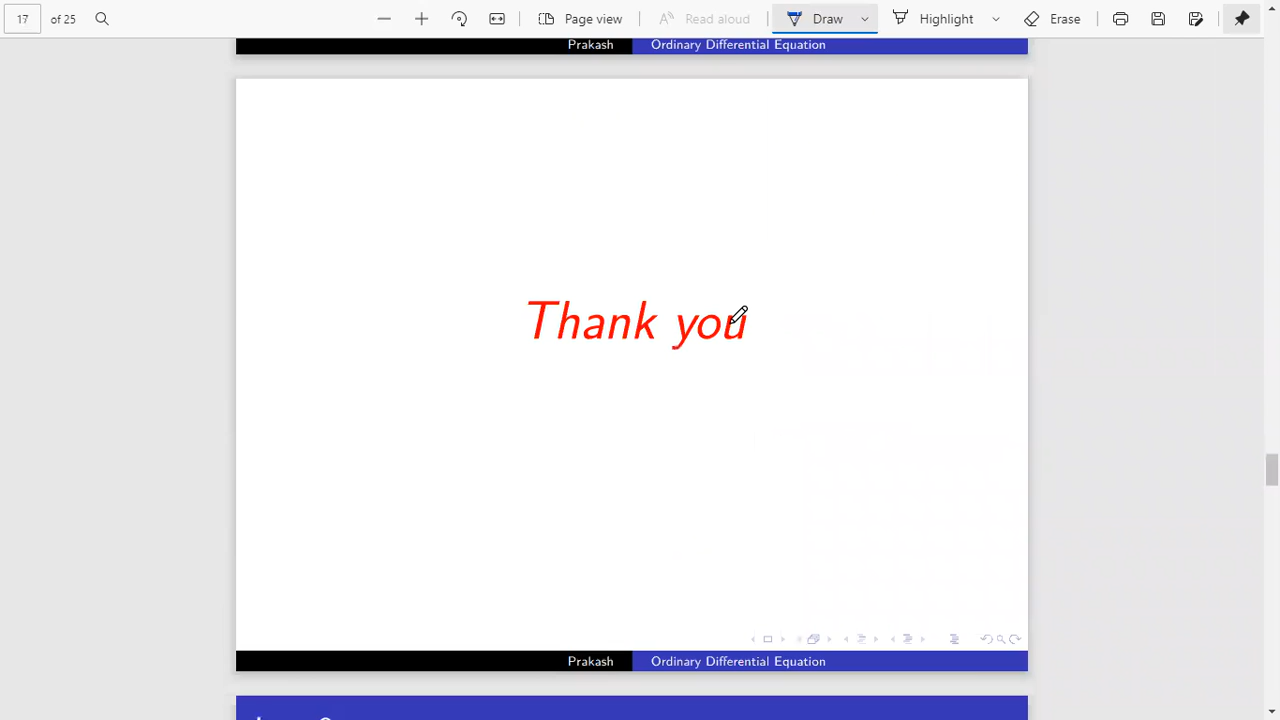 17 of 25 Page view Read aloud Draw Highlight Erase
Prakash Ordinary Differential Equation
Thank you
Prakash Ordinary Differential Equation